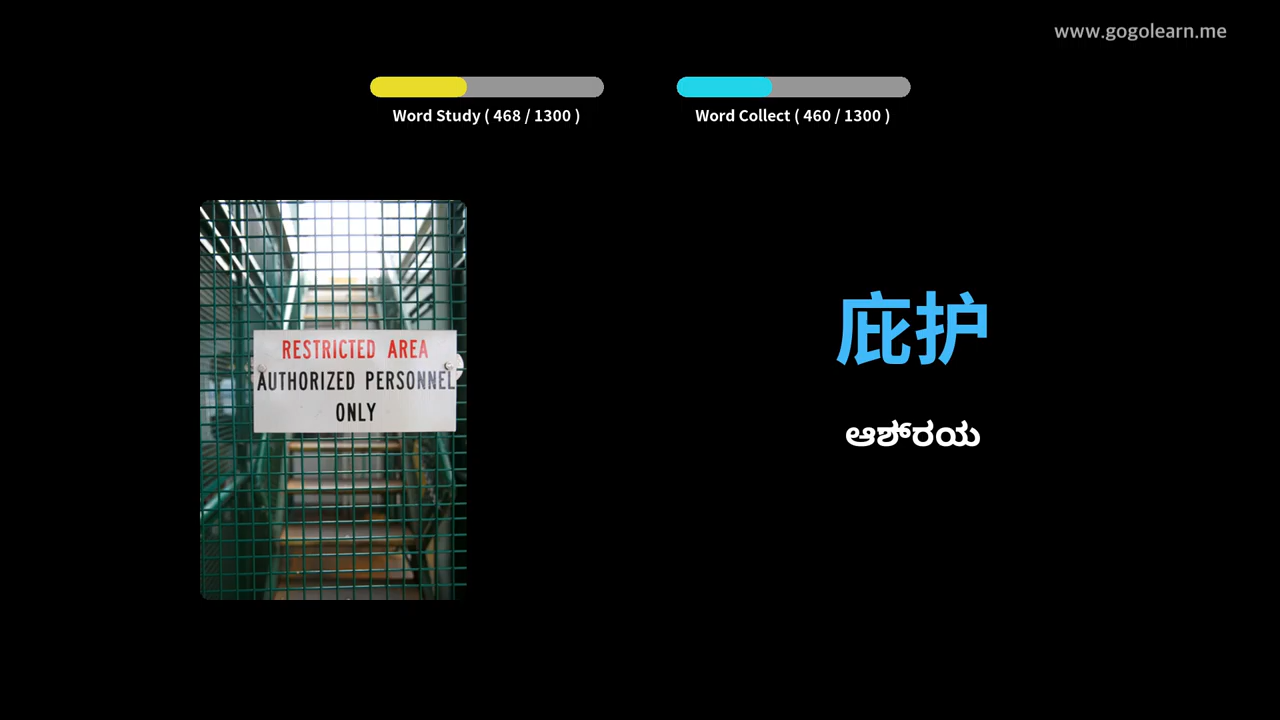 www.gogolearn.me
Word Study ( 468 / 1300 )
Word Collect ( 460 / 1300 )
RESTRICTED AREA
AUTHORIZED PERSONNEL
ONLY
庇护
ಆಶ್ರಯ